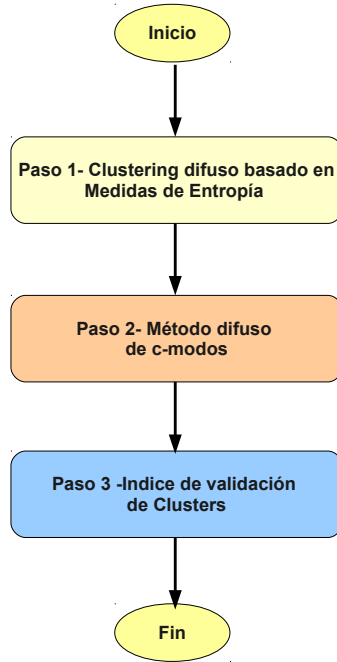 Inicio
Paso 1- Clustering difuso basado en
Medidas de Entropía
Paso 2- Método difuso
de c-modos
Paso 3 -Indice de validación
de Clusters
Fin